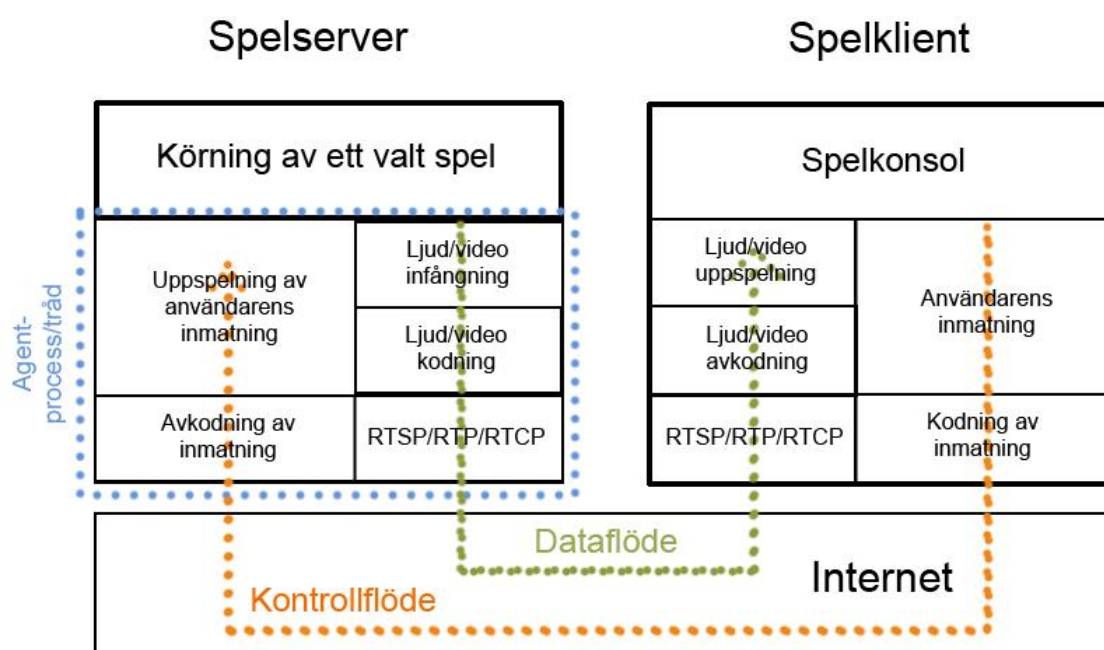 Spelserver
Spelklient
Körning av ett valt spel
Spelkonsol
Agent-
process/tråd
Uppspelning av
användarens
inmatning
Ljud/video
infångning
Ljud/video
kodning
Avkodning av
inmatning
RTSP/RTP/RTCP
Ljud/video
uppspelning
Ljud/video
avkodning
Användarens
inmatning
RTSP/RTP/RTCP
Kodning av
inmatning
Dataflöde
Internet
Kontrollflöde